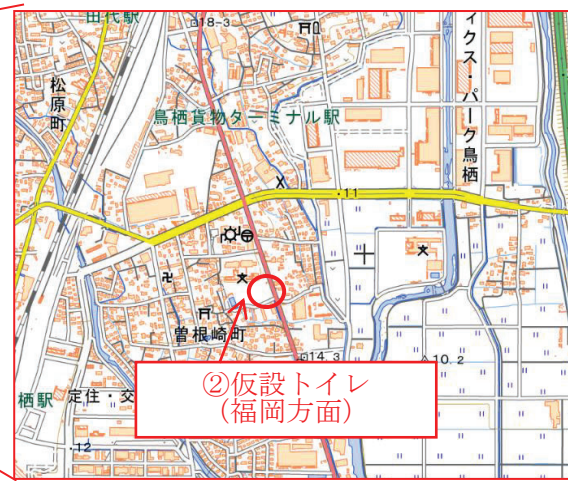 田代駅
18.3
松原町
鳥栖貨物ターミナル駅
ィクス・パーク鳥栖
11
曽根崎町
14.3
10.2
②仮設トイレ
(福岡方面)
栖駅
定住・交
12